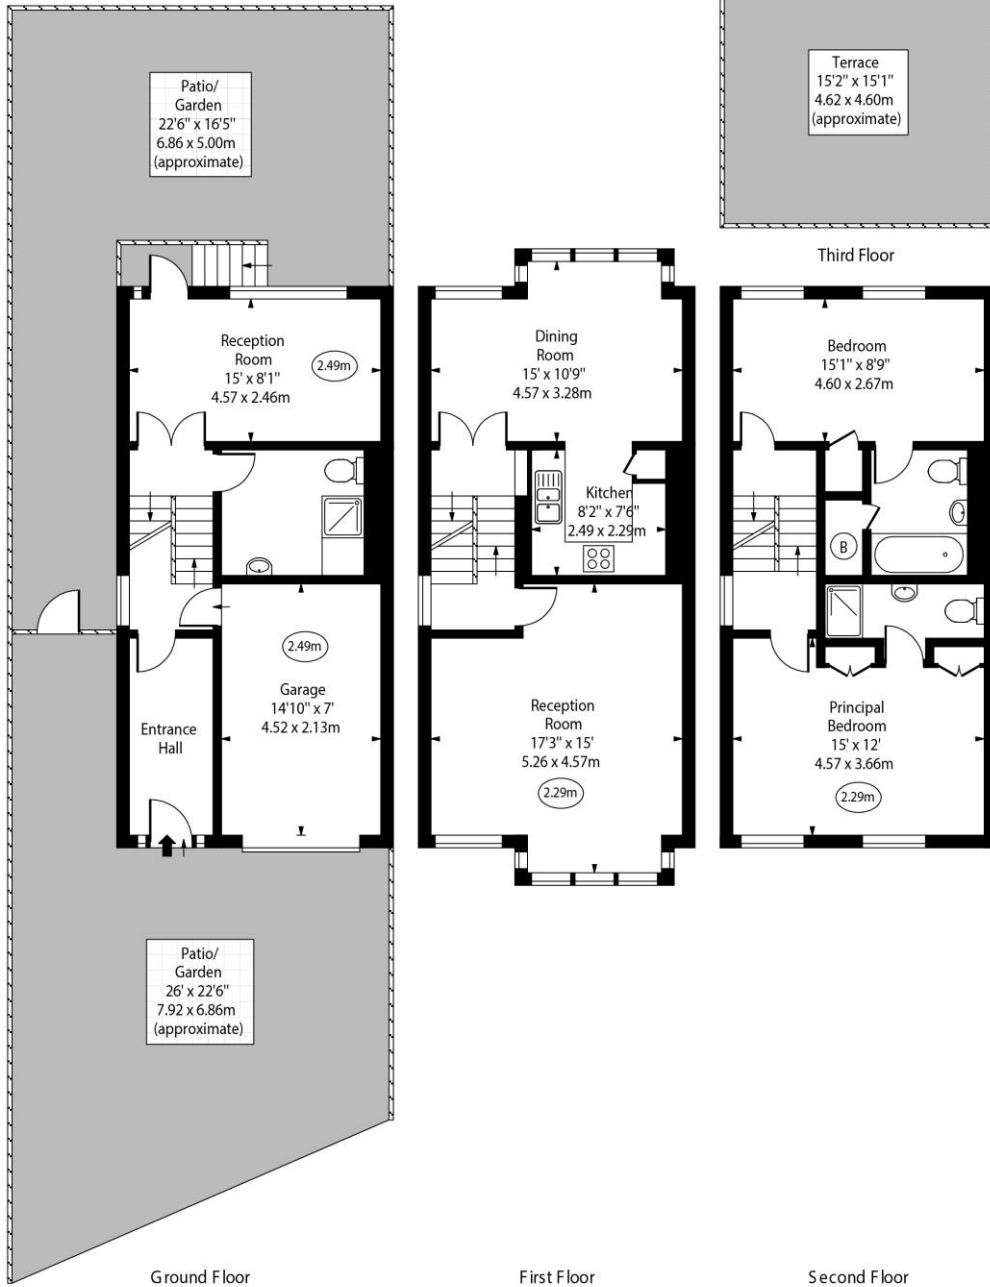 Patio/
Garden
22'6" x 16'5"
6.86 x 5.00m
(approximate)
Terrace
15'2" x 15'1"
4.62 x 4.60m
(approximate)
Third Floor
Reception
Room
15' x 8'1"
4.57 x 2.46m
2.49m
Dining
Room
15' x 10'9"
4.57 x 3.28m
Bedroom
15'1" x 8'9"
4.60 x 2.67m
Kitchen
8'2" x 7'6"
2.49 x 2.29m
B
2.49m
Garage
14'10" x 7'
4.52 x 2.13m
Entrance
Hall
Reception
Room
17'3" x 15'
5.26 x 4.57m
2.29m
Principal
Bedroom
15' x 12'
4.57 x 3.66m
2.29m
Patio/
Garden
26' x 22'6"
7.92 x 6.86m
(approximate)
Ground Floor
First Floor
Second Floor